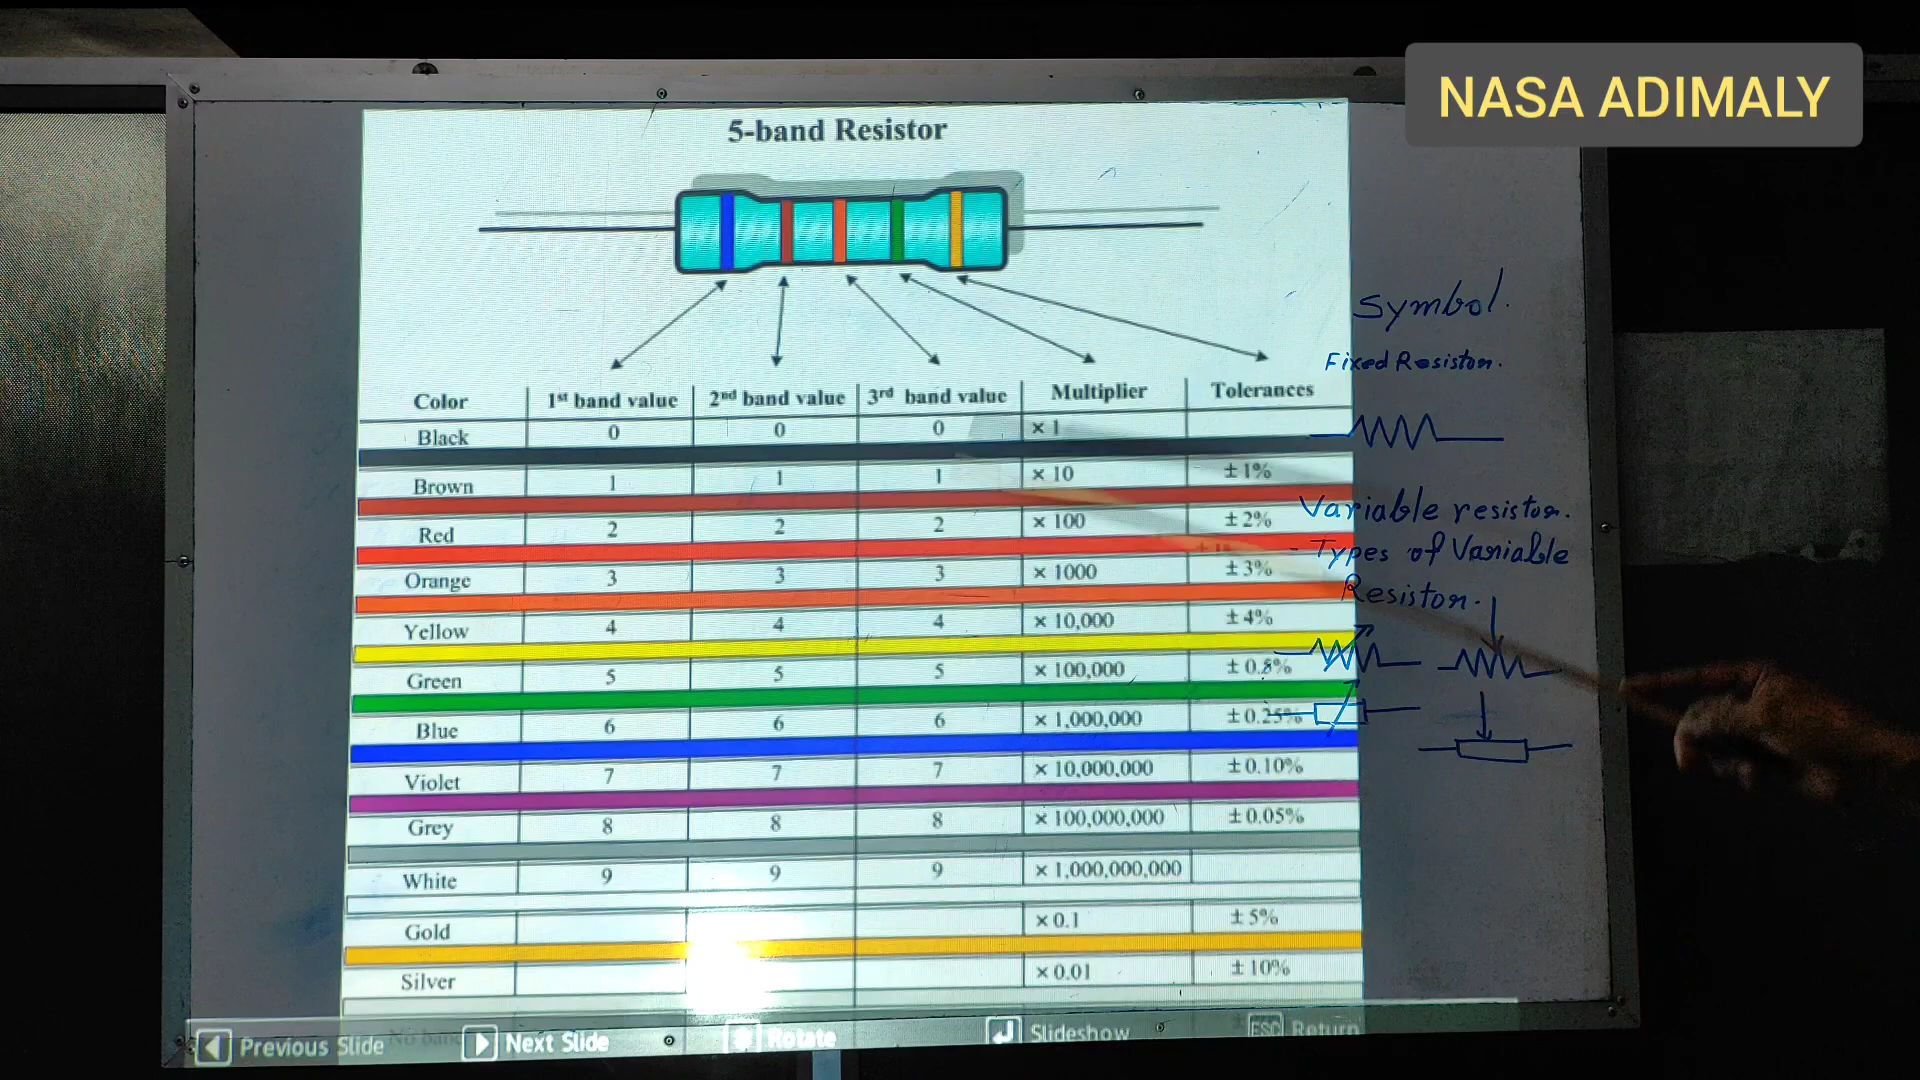 NASA ADIMALY
5-band Resistor
Color 1st band value 2nd band value 3rd band value Multiplier Tolerances
Black 0 0 0 × 1
Brown 1 1 1 × 10 ± 1%
Red 2 2 2 × 100 ± 2%
Orange 3 3 3 × 1000 ± 3%
Yellow 4 4 4 × 10,000 ± 4%
Green 5 5 5 × 100,000
Blue 6 6 6 × 1,000,000 ± 0.25%
Violet 7 7 7 × 10,000,000 ± 0.10%
Grey 8 8 8 × 100,000,000 ± 0.05%
White 9 9 9 × 1,000,000,000
Gold × 0.1 ± 5%
Silver × 0.01 ± 10%
Symbol.
Fixed Resistor.
Variable resistor.
- Types of Variable
Resistor.
Previous Slide Next Slide Rotate Slideshow ESC Return